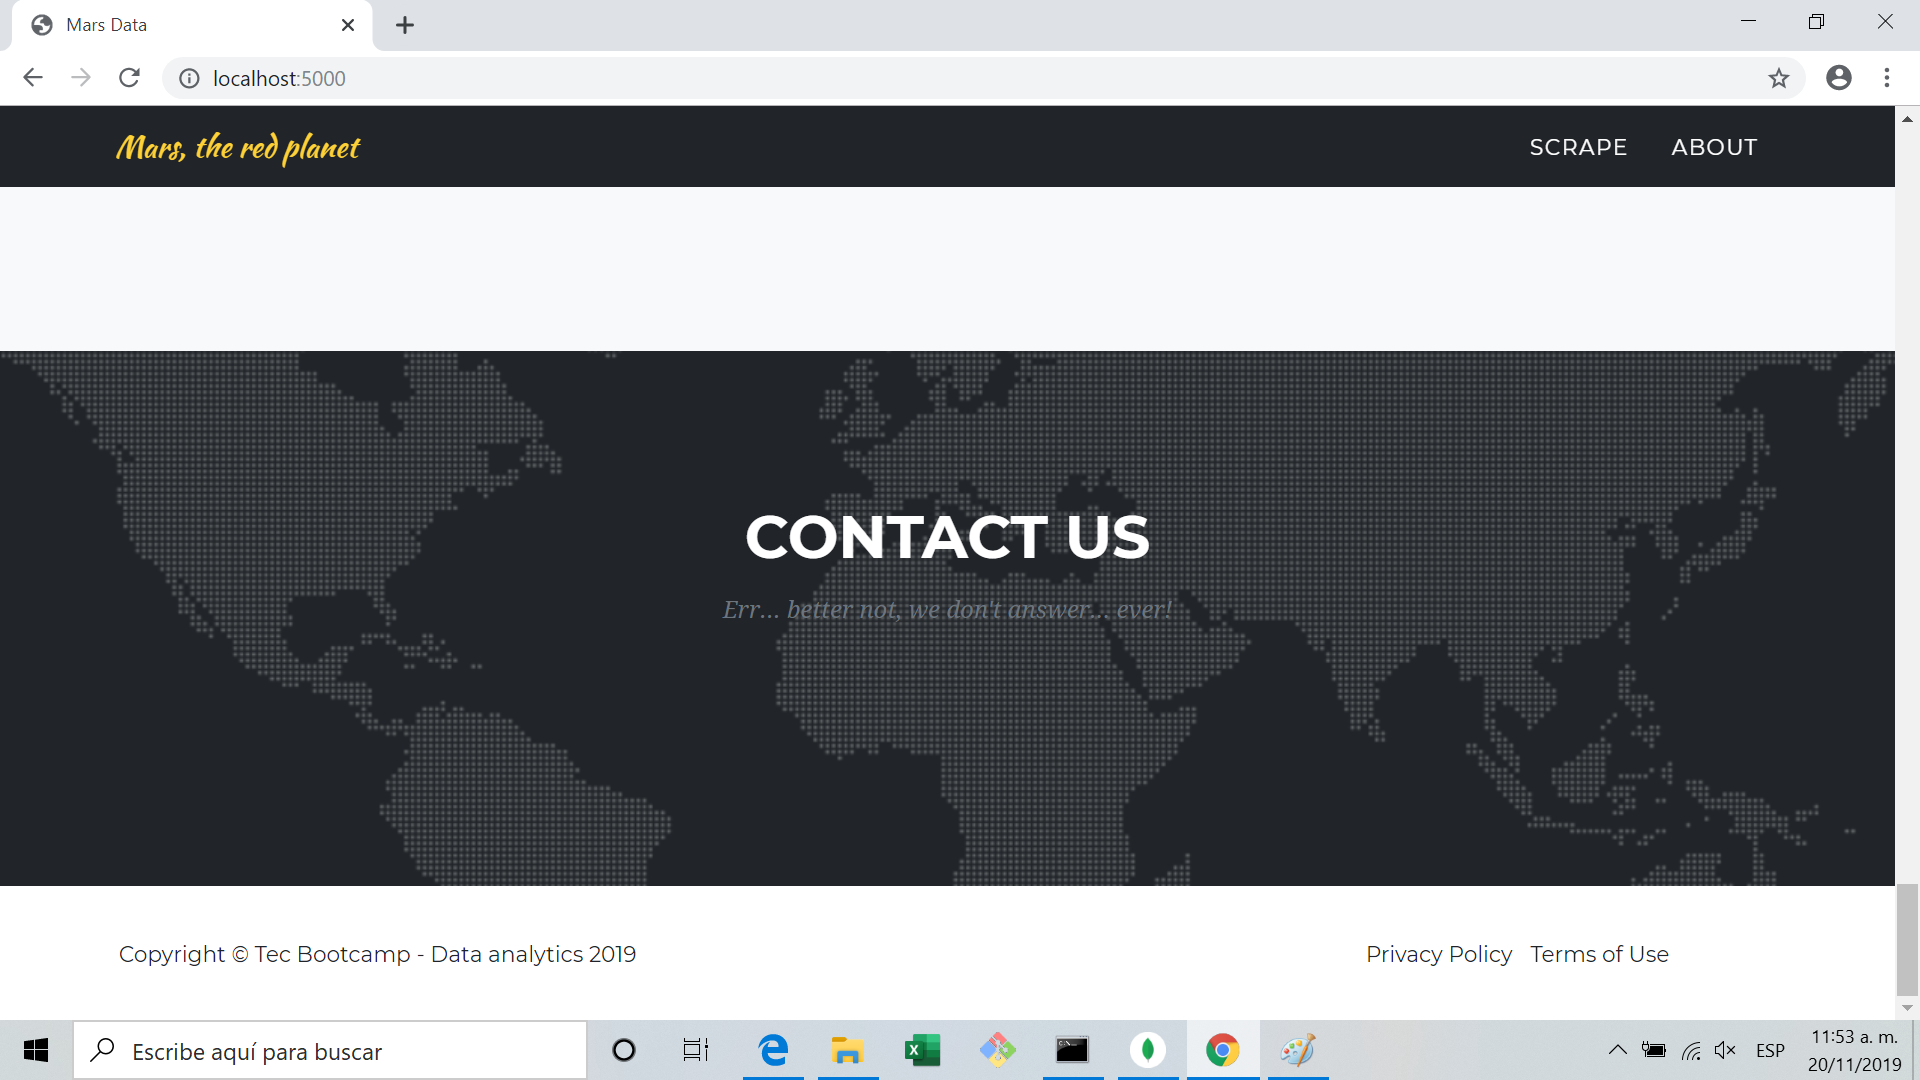 Mars Data
localhost:5000
Mars, the red planet
SCRAPE ABOUT
CONTACT US
Err... better not, we don't answer... ever!
Copyright © Tec Bootcamp - Data analytics 2019
Privacy Policy Terms of Use
Escribe aquí para buscar
ESP
11:53 a. m.
20/11/2019